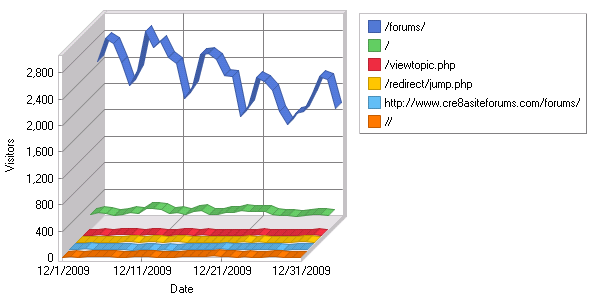 2,800
2,400
2,000
1,600
1,200
800
400
0
Visitors
12/1/2009
12/11/2009
12/21/2009
12/31/2009
Date
/forums/
/
/viewtopic.php
/redirect/jump.php
http://www.cre8asiteforums.com/forums/
//